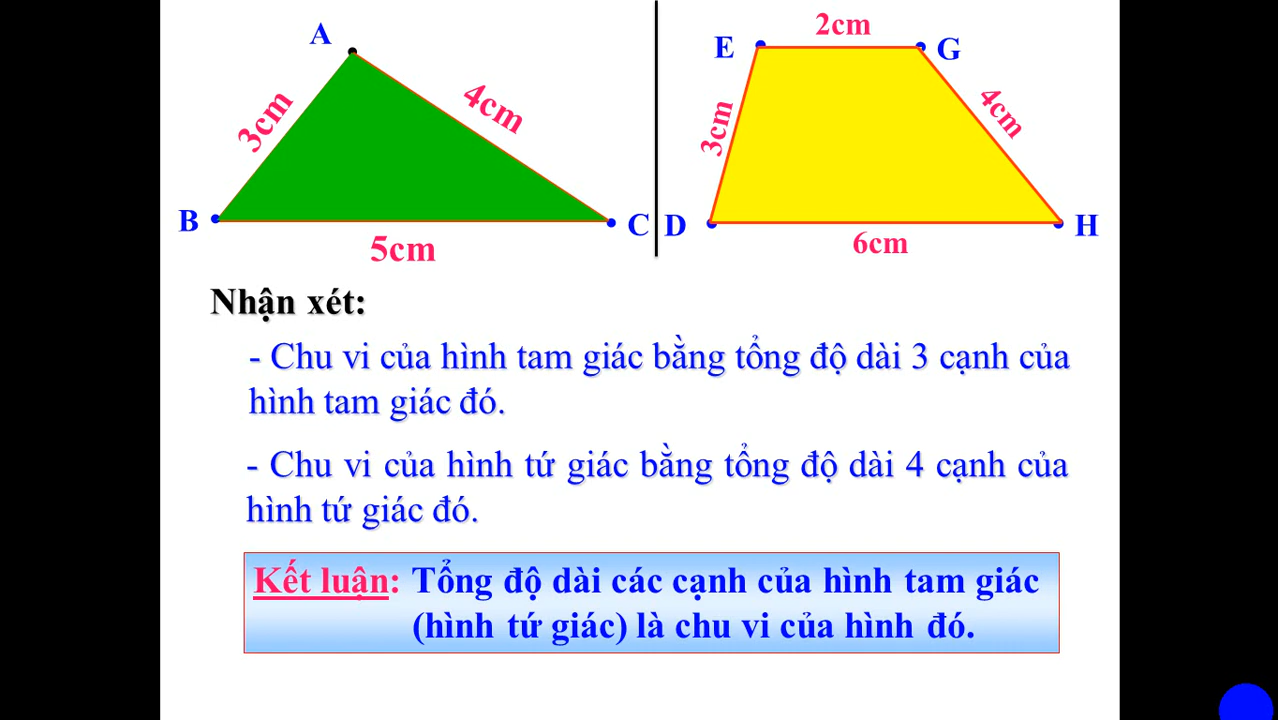 A
3cm
4cm
B
C
5cm
E
2cm
G
3cm
4cm
D
H
6cm
Nhận xét:
- Chu vi của hình tam giác bằng tổng độ dài 3 cạnh của
hình tam giác đó.
- Chu vi của hình tứ giác bằng tổng độ dài 4 cạnh của
hình tứ giác đó.
Kết luận: Tổng độ dài các cạnh của hình tam giác
(hình tứ giác) là chu vi của hình đó.